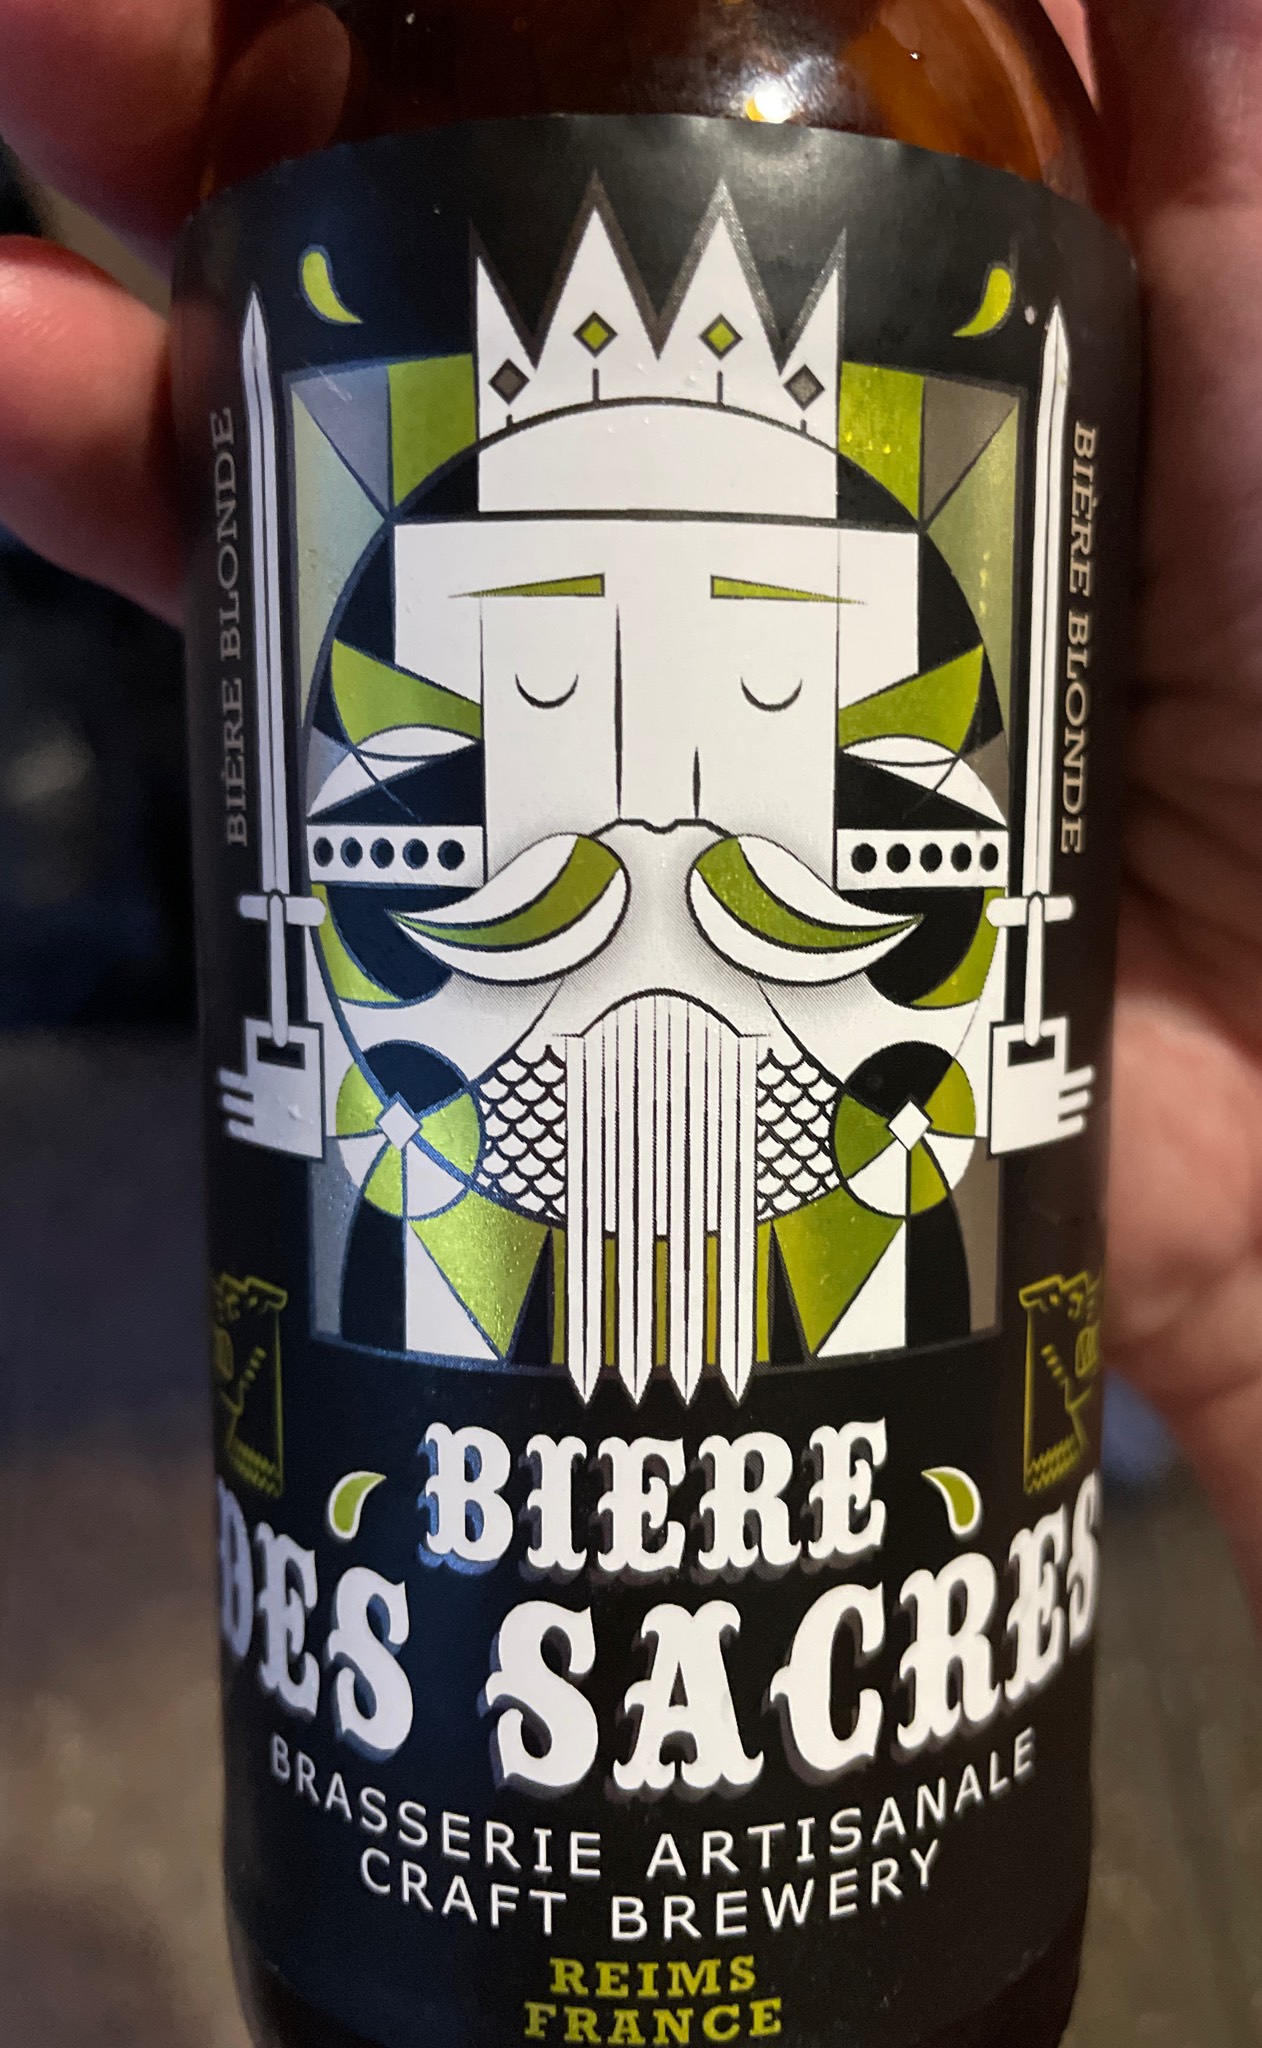 BIÈRE BLONDE
BIÈRE BLONDE
BIERE
DES SACRES
BRASSERIE ARTISANALE
CRAFT BREWERY
REIMS
FRANCE